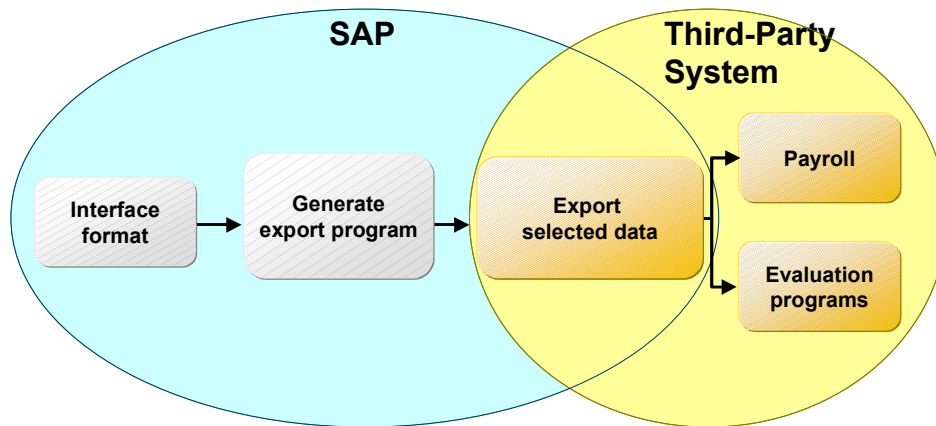 SAP
Third-Party
System
Interface
format
Generate
export program
Export
selected data
Payroll
Evaluation
programs